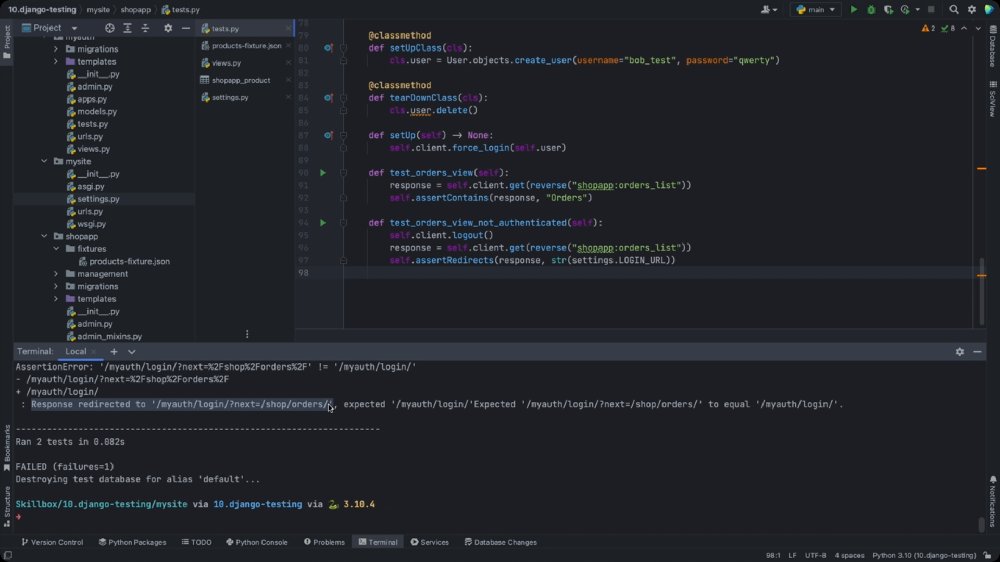 10.django-testing mysite shopapp tests.py
main
Project
Project
myauth
migrations
templates
__init__.py
admin.py
apps.py
models.py
tests.py
urls.py
views.py
mysite
__init__.py
asgi.py
settings.py
urls.py
wsgi.py
shopapp
fixtures
products-fixture.json
management
migrations
templates
__init__.py
admin.py
admin_mixins.py
tests.py
products-fixture.json
views.py
shopapp_product
settings.py
2 8
78
79 @classmethod
80 def setUpClass(cls):
81 cls.user = User.objects.create_user(username="bob_test", password="qwerty")
82
83 @classmethod
84 def tearDownClass(cls):
85 cls.user.delete()
86
87 def setUp(self) → None:
88 self.client.force_login(self.user)
89
90 def test_orders_view(self):
91 response = self.client.get(reverse("shopapp:orders_list"))
92 self.assertContains(response, "Orders")
93
94 def test_orders_view_not_authenticated(self):
95 self.client.logout()
96 response = self.client.get(reverse("shopapp:orders_list"))
97 self.assertRedirects(response, str(settings.LOGIN_URL))
98
Database
SciView
Notifications
Bookmarks
Structure
Terminal: Local
AssertionError: '/myauth/login/?next=%2Fshop%2Forders%2F' != '/myauth/login/'
- /myauth/login/?next=%2Fshop%2Forders%2F
+ /myauth/login/
: Response redirected to '/myauth/login/?next=/shop/orders/', expected '/myauth/login/'Expected '/myauth/login/?next=/shop/orders/' to equal '/myauth/login/'.
----------------------------------------------------------------------
Ran 2 tests in 0.082s
FAILED (failures=1)
Destroying test database for alias 'default'...
Skillbox/10.django-testing/mysite via 10.django-testing via 3.10.4
Version Control Python Packages TODO Python Console Problems Terminal Services Database Changes
98:1 LF UTF-8 4 spaces Python 3.10 (10.django-testing)